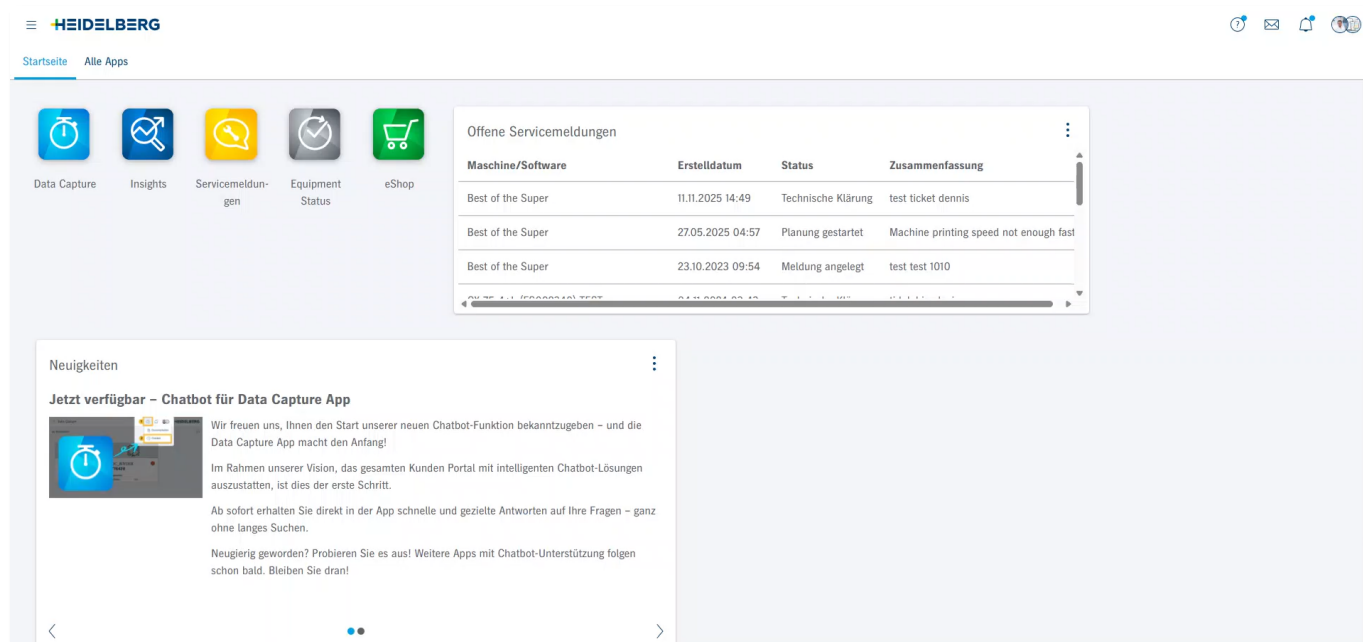 HEIDELBERG
Startseite Alle Apps
Data Capture
Insights
Servicemeldun-
gen
Equipment
Status
eShop
Offene Servicemeldungen
Maschine/Software Erstelldatum Status Zusammenfassung
Best of the Super 11.11.2025 14:49 Technische Klärung test ticket dennis
Best of the Super 27.05.2025 04:57 Planung gestartet Machine printing speed not enough fast
Best of the Super 23.10.2023 09:54 Meldung angelegt test test 1010
Neuigkeiten
Jetzt verfügbar – Chatbot für Data Capture App
Wir freuen uns, Ihnen den Start unserer neuen Chatbot-Funktion bekanntzugeben – und die
Data Capture App macht den Anfang!
Im Rahmen unserer Vision, das gesamten Kunden Portal mit intelligenten Chatbot-Lösungen
auszustatten, ist dies der erste Schritt.
Ab sofort erhalten Sie direkt in der App schnelle und gezielte Antworten auf Ihre Fragen – ganz
ohne langes Suchen.
Neugierig geworden? Probieren Sie es aus! Weitere Apps mit Chatbot-Unterstützung folgen
schon bald. Bleiben Sie dran!